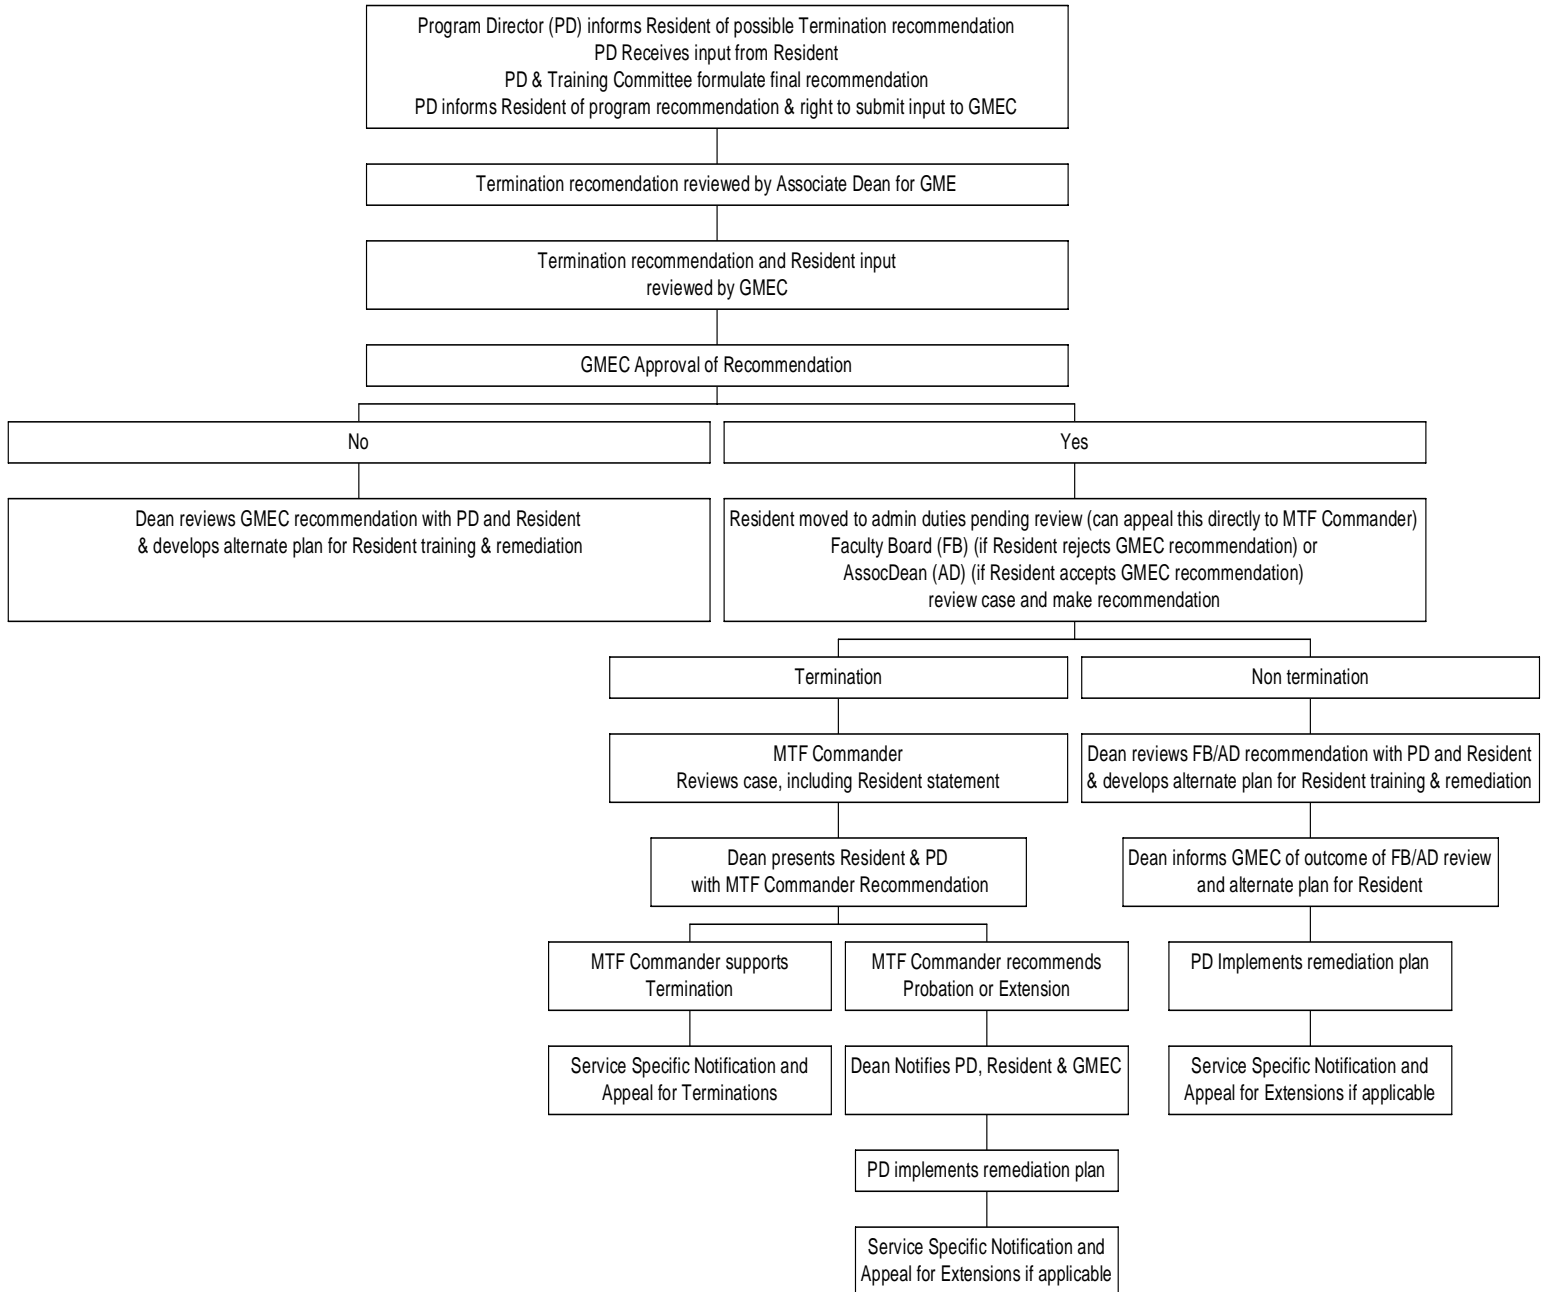 Program Director (PD) informs Resident of possible Termination recommendation
PD Receives input from Resident
PD & Training Committee formulate final recommendation
PD informs Resident of program recommendation & right to submit input to GMEC
Termination recomendation reviewed by Associate Dean for GME
Termination recommendation and Resident input
reviewed by GMEC
GMEC Approval of Recommendation
No
Yes
Dean reviews GMEC recommendation with PD and Resident
& develops alternate plan for Resident training & remediation
Resident moved to admin duties pending review (can appeal this directly to MTF Commander)
Faculty Board (FB) (if Resident rejects GMEC recommendation) or
AssocDean (AD) (if Resident accepts GMEC recommendation)
review case and make recommendation
Termination
Non termination
MTF Commander
Reviews case, including Resident statement
Dean reviews FB/AD recommendation with PD and Resident
& develops alternate plan for Resident training & remediation
Dean presents Resident & PD
with MTF Commander Recommendation
Dean informs GMEC of outcome of FB/AD review
and alternate plan for Resident
MTF Commander supports
Termination
MTF Commander recommends
Probation or Extension
PD Implements remediation plan
Service Specific Notification and
Appeal for Terminations
Dean Notifies PD, Resident & GMEC
Service Specific Notification and
Appeal for Extensions if applicable
PD implements remediation plan
Service Specific Notification and
Appeal for Extensions if applicable